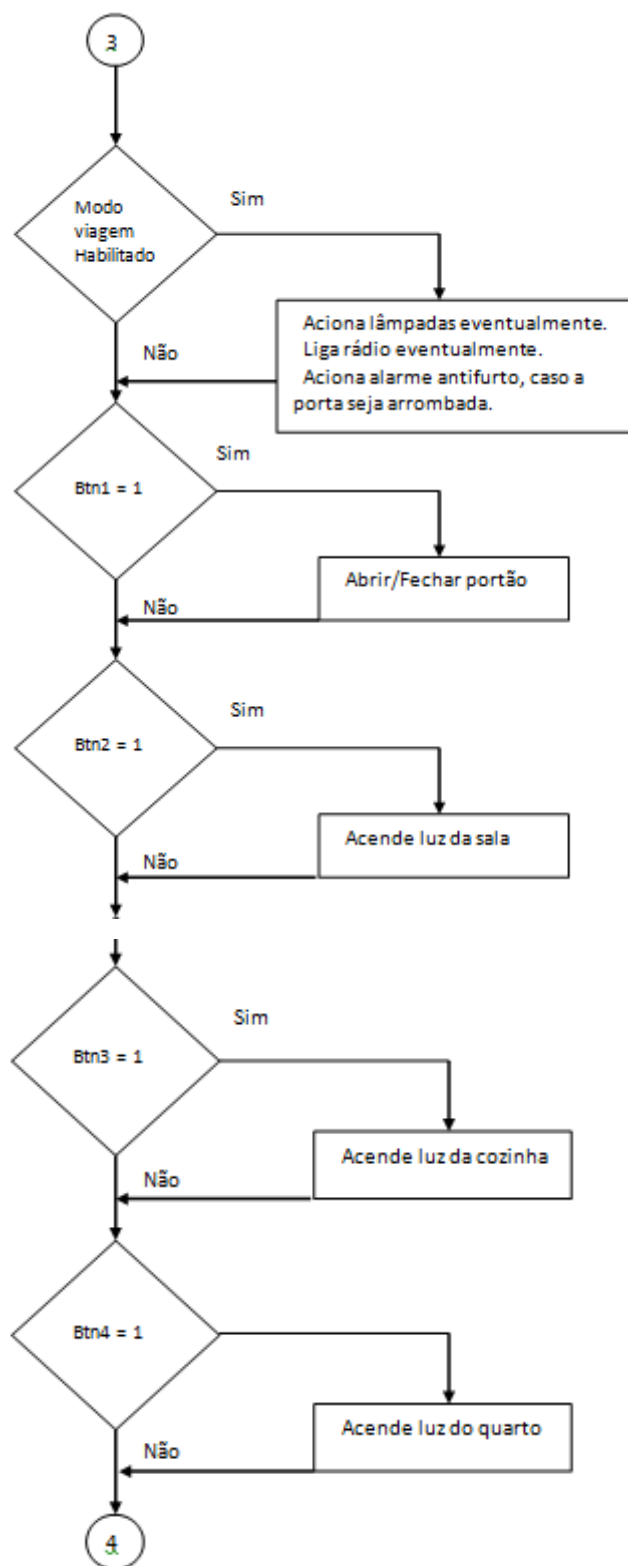 3
Modo
viagem
Habilitado
Sim
Aciona lâmpadas eventualmente.
Liga rádio eventualmente.
Aciona alarme antifurto, caso a
porta seja arrombada.
Não
Btn1 = 1
Sim
Abrir/Fechar portão
Não
Btn2 = 1
Sim
Acende luz da sala
Não
Btn3 = 1
Sim
Acende luz da cozinha
Não
Btn4 = 1
Acende luz do quarto
Não
4